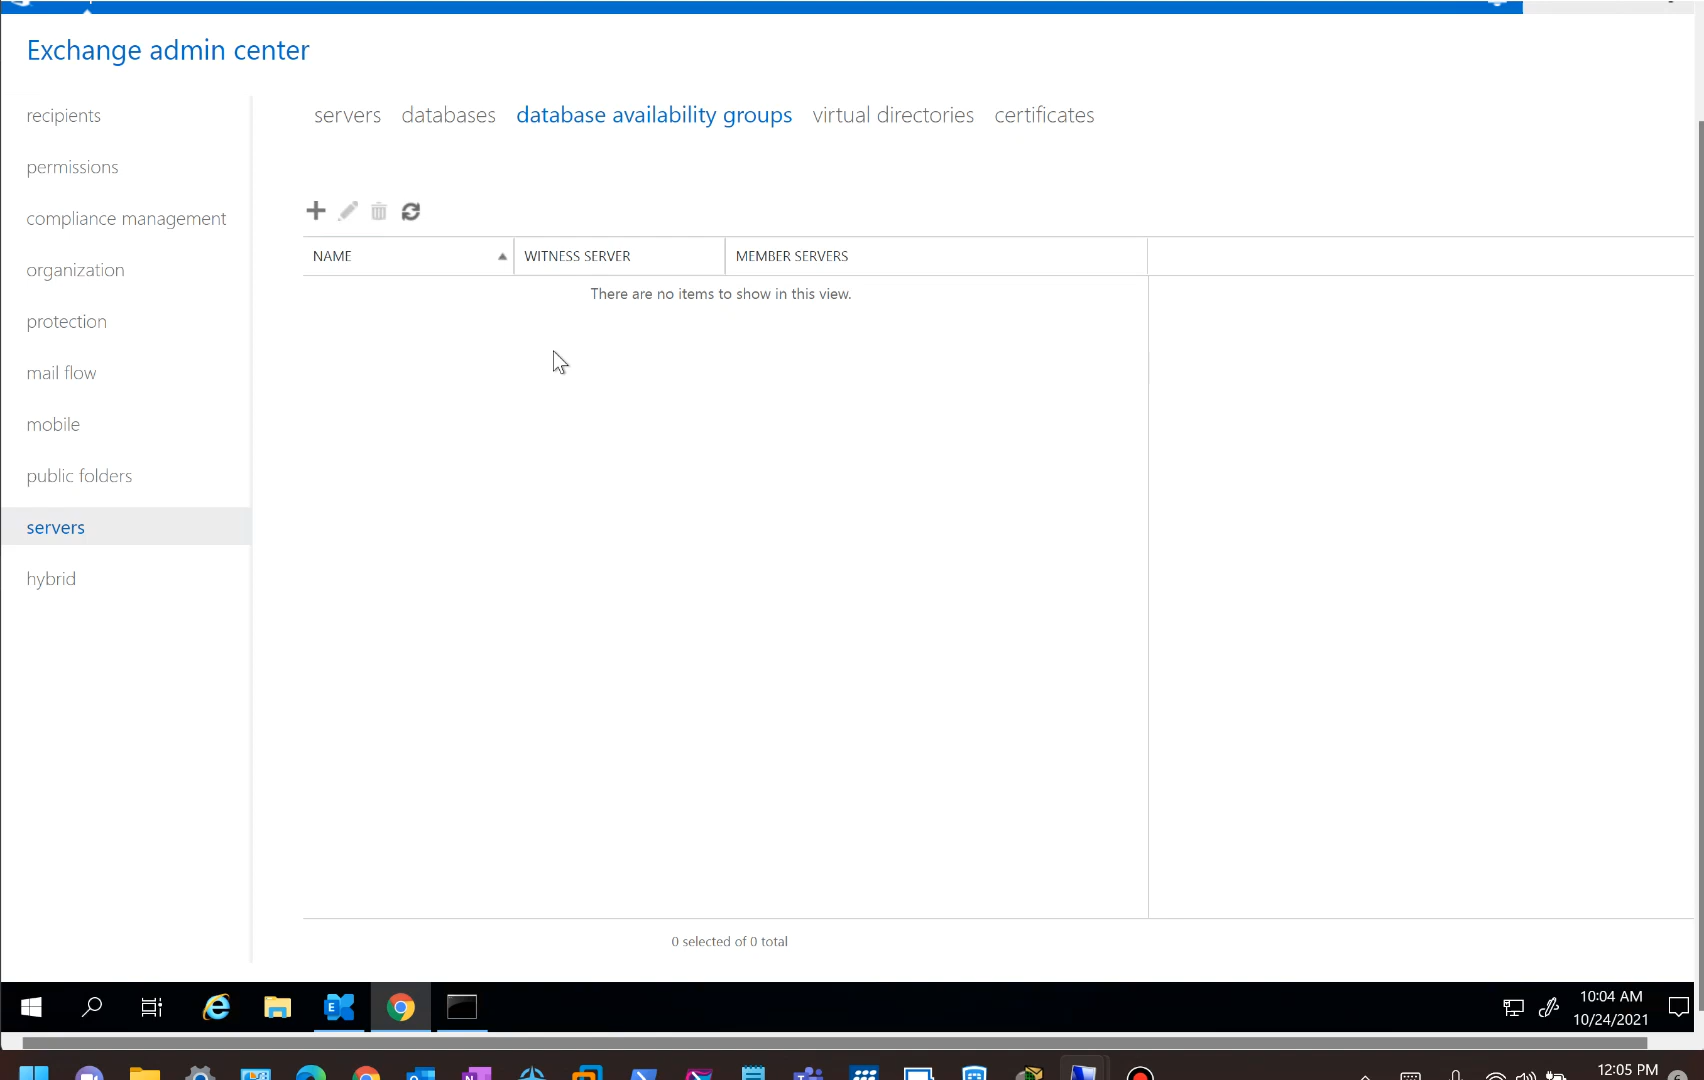 Exchange admin center
recipients
permissions
compliance management
organization
protection
mail flow
mobile
public folders
servers
hybrid
servers databases database availability groups virtual directories certificates
NAME WITNESS SERVER MEMBER SERVERS
There are no items to show in this view.
0 selected of 0 total
10:04 AM
10/24/2021
12:05 PM